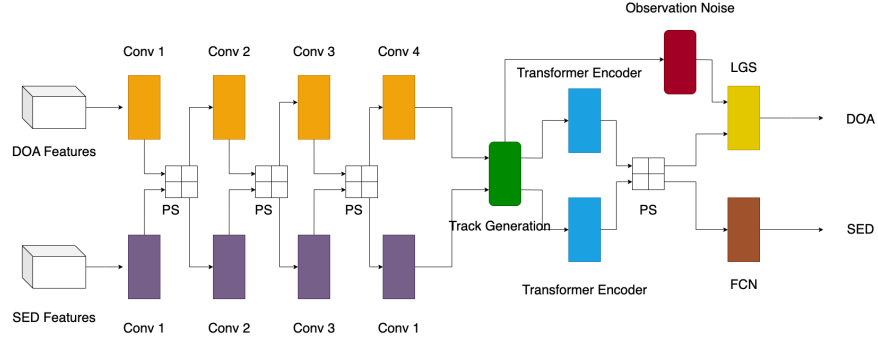 Observation Noise
Conv 1
Conv 2
Conv 3
Conv 4
Transformer Encoder
LGS
DOA Features
DOA
PS
PS
PS
Track Generation
PS
SED
SED Features
Transformer Encoder
FCN
Conv 1
Conv 2
Conv 3
Conv 1